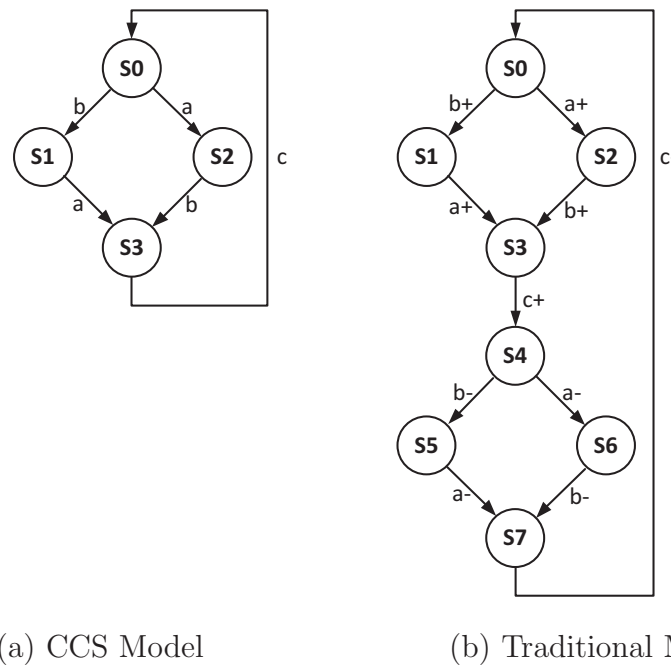 S0
b
a
S1
S2
c
a
b
S3
S0
b+
a+
S1
S2
c
a+
b+
S3
c+
S4
b-
a-
S5
S6
a-
b-
S7
(a) CCS Model
(b) Traditional